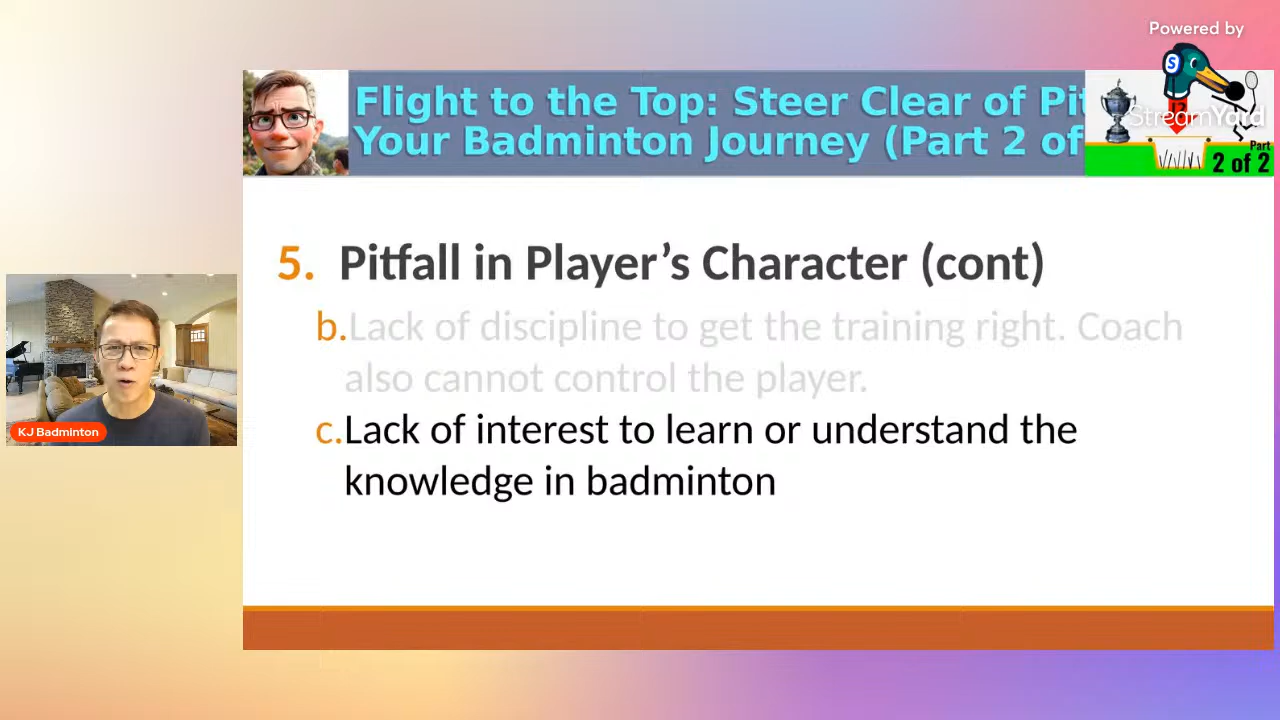 Powered by
StreamYard
Flight to the Top: Steer Clear of Pit
Your Badminton Journey (Part 2 of
Part
2 of 2
5. Pitfall in Player’s Character (cont)
b.Lack of discipline to get the training right. Coach
also cannot control the player.
c.Lack of interest to learn or understand the
knowledge in badminton
KJ Badminton